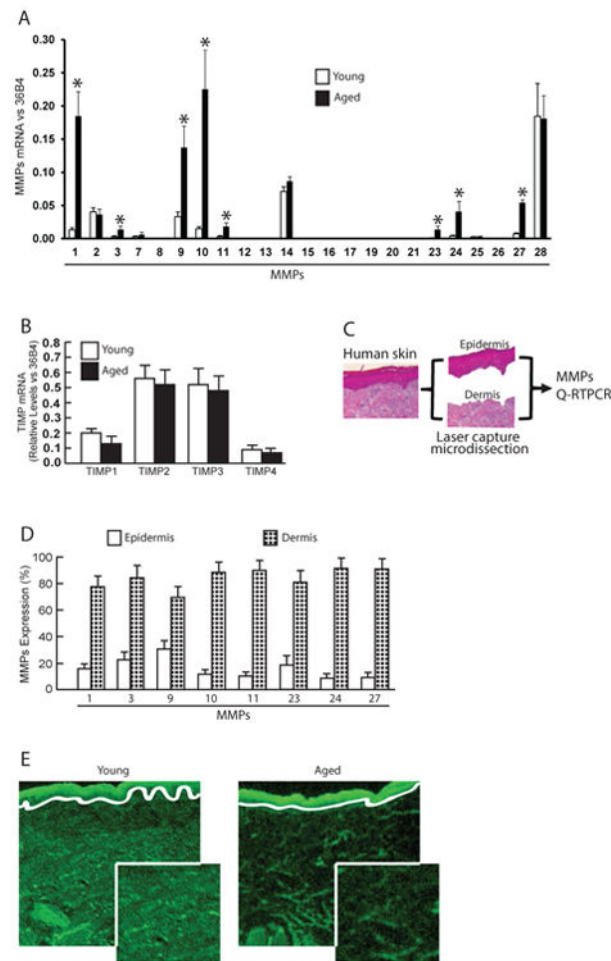 A
MMPs mRNA vs 36B4
0.30
0.25
0.20
0.15
0.10
0.05
0.00
Young
Aged
* * * * * * * *
1 2 3 7 8 9 10 11 12 13 14 15 16 17 18 19 20 21 23 24 25 26 27 28
MMPs
B
TIMP mRNA
(Relative Levels vs 36B4)
0.8
0.7
0.6
0.5
0.4
0.3
0.2
0.1
0.0
Young
Aged
TIMP1 TIMP2 TIMP3 TIMP4
C
Human skin
Epidermis
Dermis
Laser capture
microdissection
MMPs
Q-RTPCR
D
Epidermis Dermis
MMPs Expression (%)
100
80
60
40
20
0
1 3 9 10 11 23 24 27
MMPs
E
Young Aged